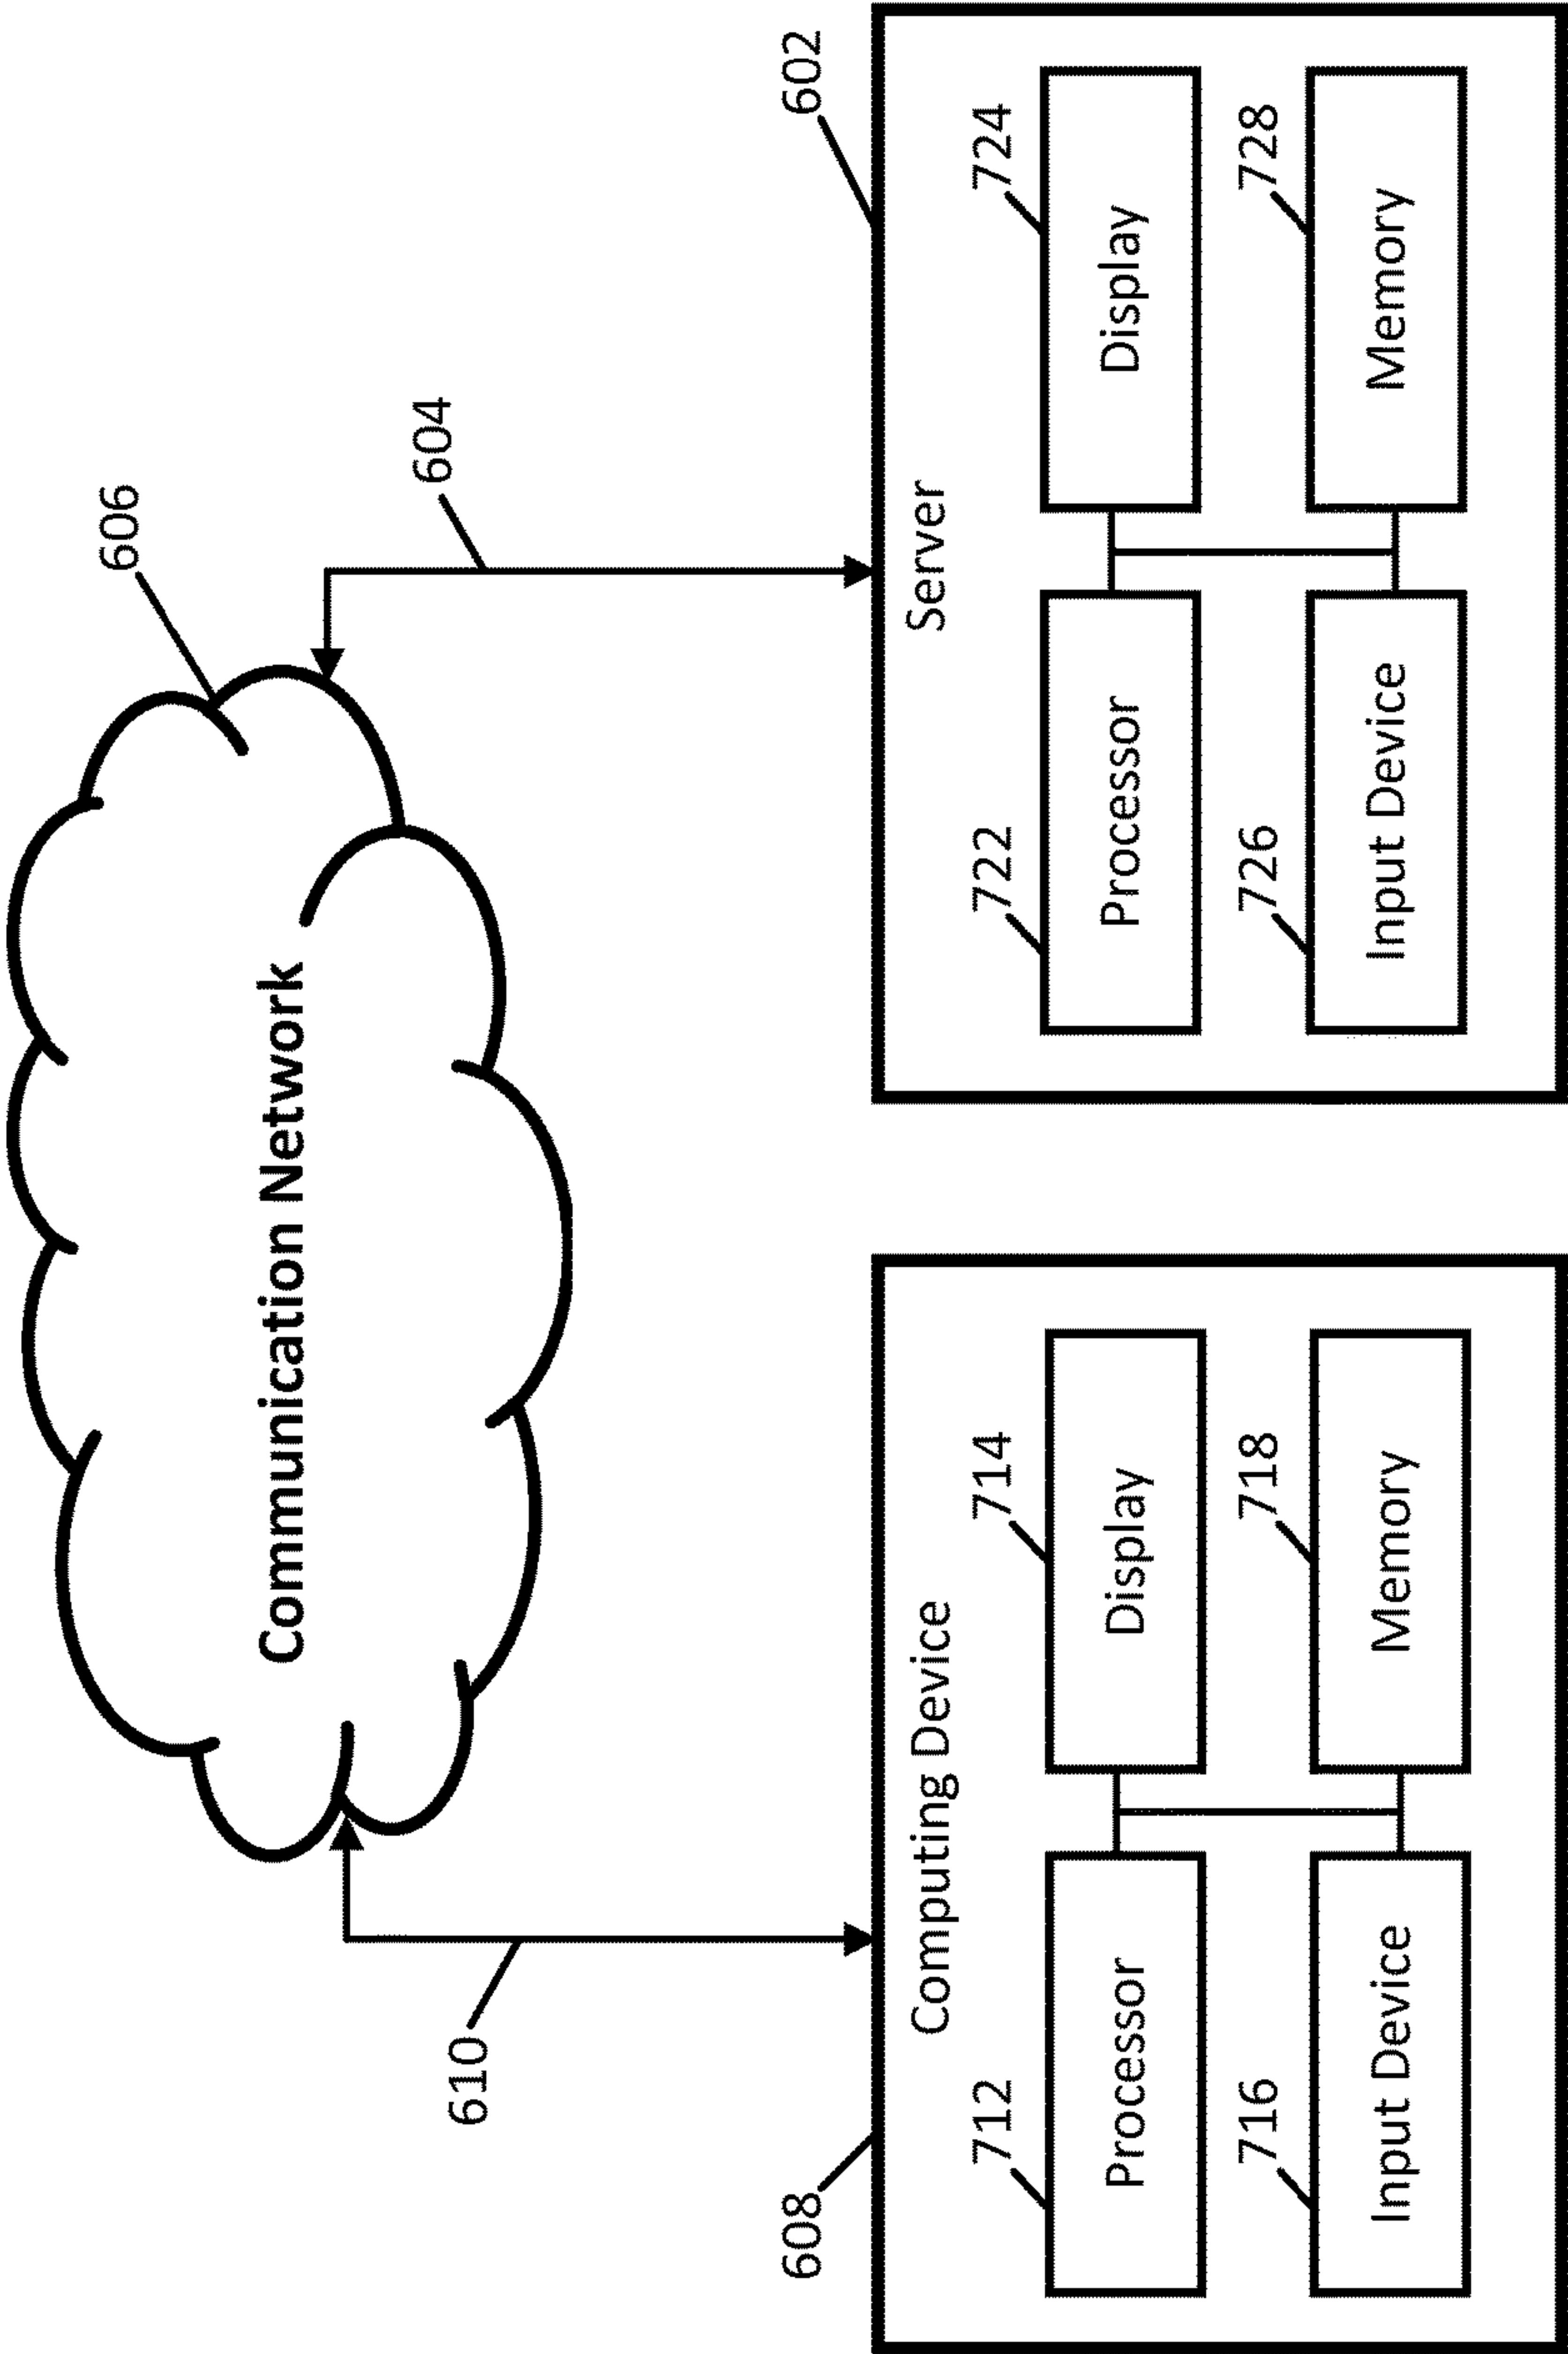 606
Communication Network
604
610
608
602
Computing Device
712
714
Processor
Display
716
718
Input Device
Memory
Server
722
724
Processor
Display
726
728
Input Device
Memory